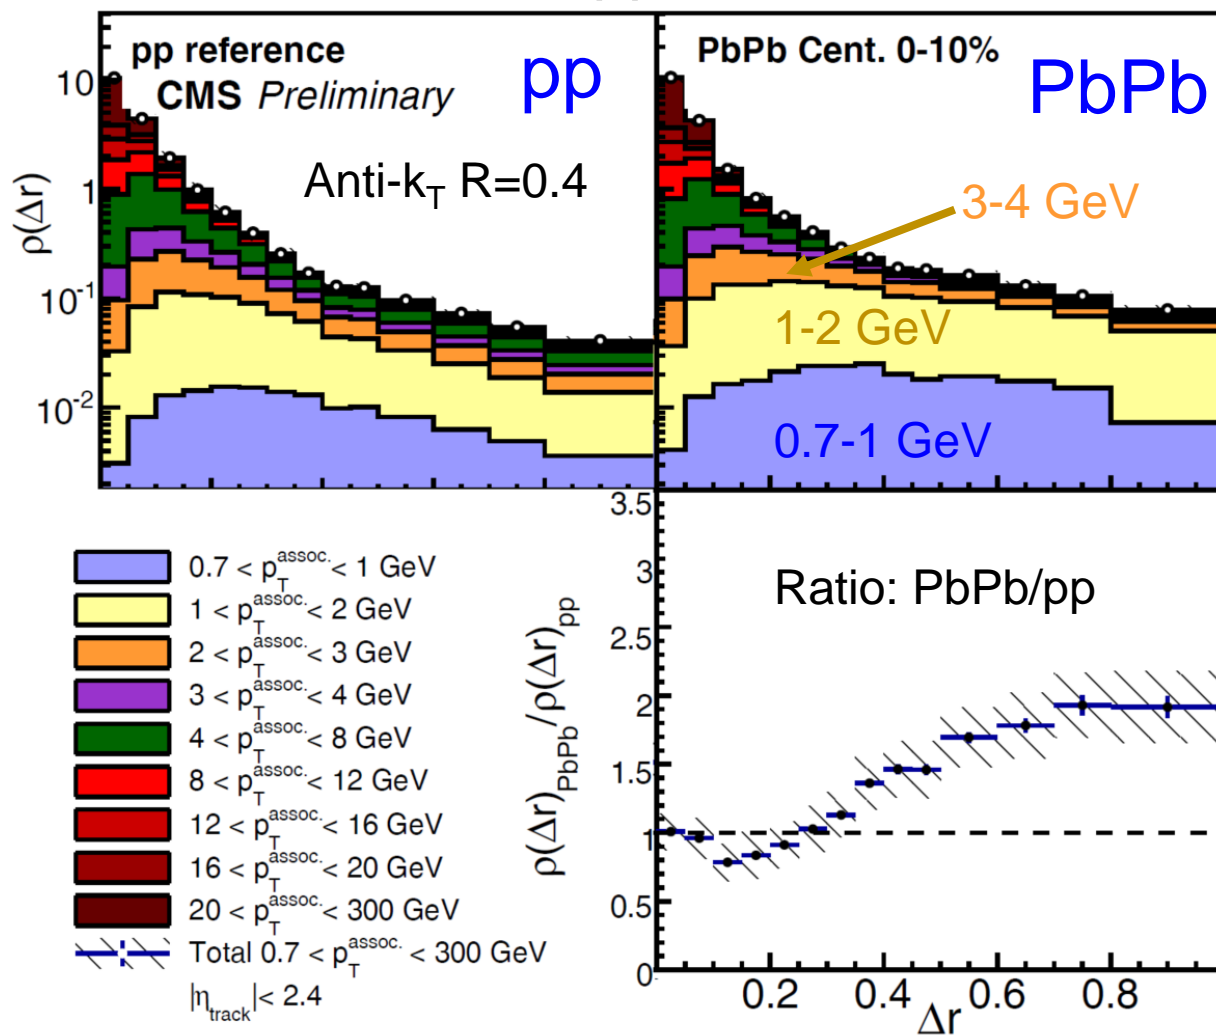 pp reference
CMS Preliminary
pp
Anti-k_T R=0.4
PbPb Cent. 0-10%
PbPb
3-4 GeV
1-2 GeV
0.7-1 GeV
ρ(Δr)
10
1
10^-1
10^-2
0.7 < p_T^assoc. < 1 GeV
1 < p_T^assoc. < 2 GeV
2 < p_T^assoc. < 3 GeV
3 < p_T^assoc. < 4 GeV
4 < p_T^assoc. < 8 GeV
8 < p_T^assoc. < 12 GeV
12 < p_T^assoc. < 16 GeV
16 < p_T^assoc. < 20 GeV
20 < p_T^assoc. < 300 GeV
Total 0.7 < p_T^assoc. < 300 GeV
|η_track| < 2.4
Ratio: PbPb/pp
ρ(Δr)_PbPb/ρ(Δr)_pp
3.5
3
2.5
2
1.5
1
0.5
0
0.2 0.4 0.6 0.8
Δr